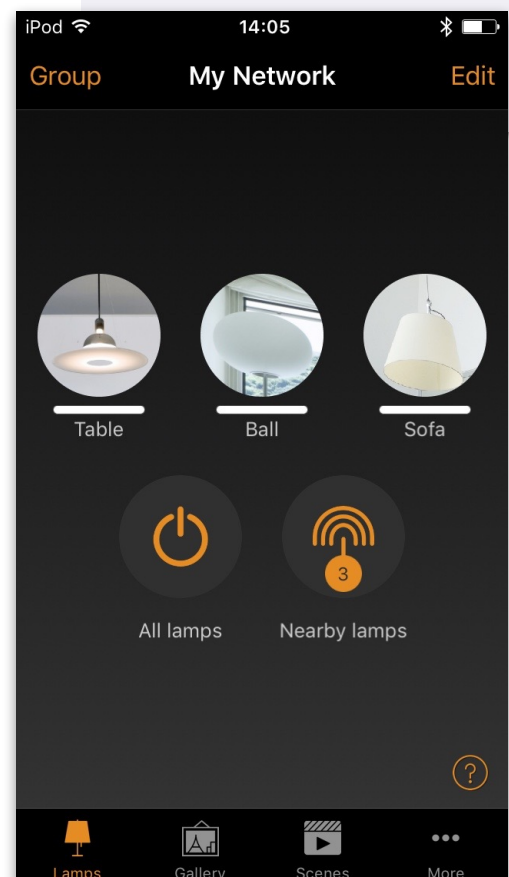 iPod 14:05
Group My Network Edit
Table Ball Sofa
3
All lamps Nearby lamps
?
Lamps Gallery Scenes More